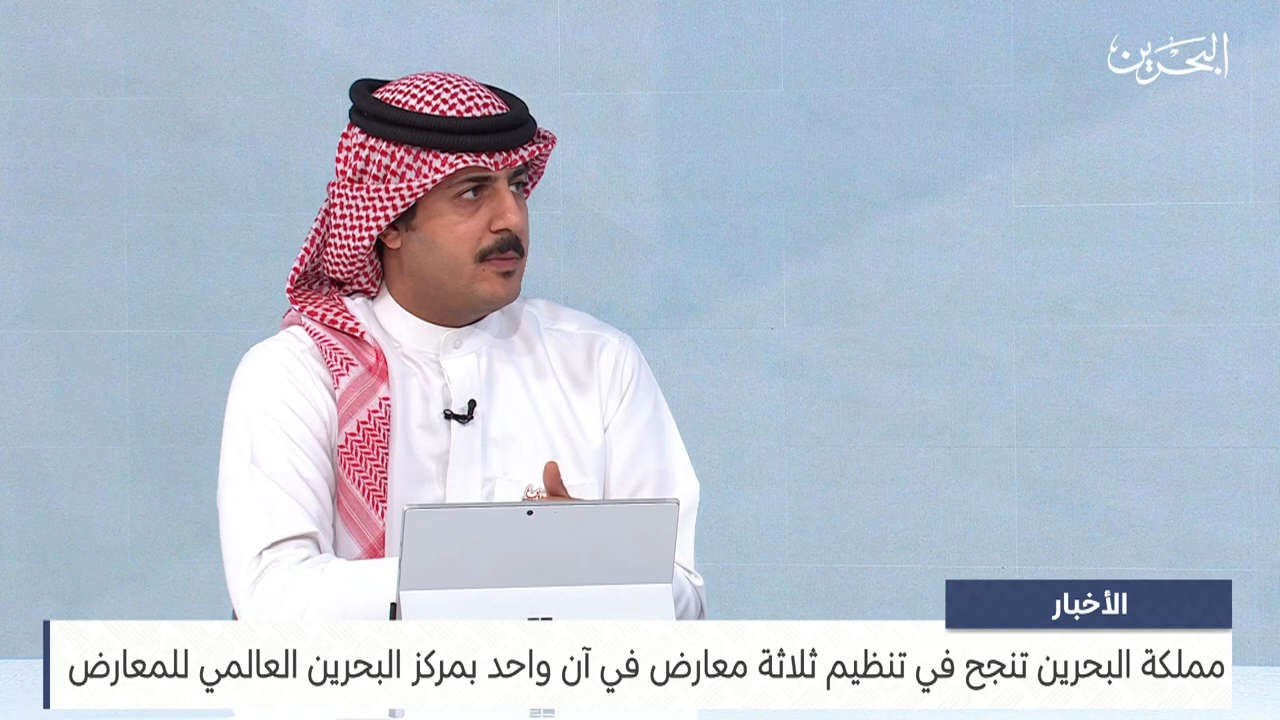 البحرين
الأخبار
مملكة البحرين تنجح في تنظيم ثلاثة معارض في آن واحد بمركز البحرين العالمي للمعارض